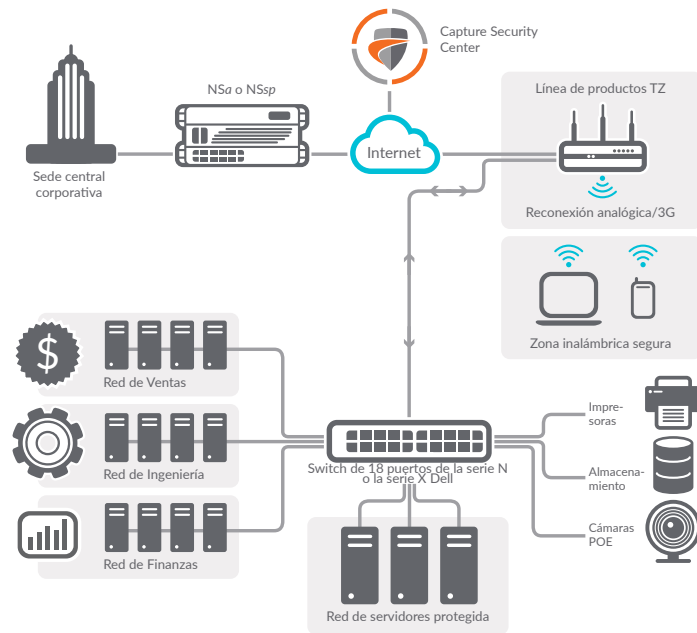 Capture Security
Center
NSa o NSsp
Línea de productos TZ
Internet
Sede central
corporativa
Reconexión analógica/3G
Zona inalámbrica segura
$
Red de Ventas
Red de Ingeniería
Red de Finanzas
Switch de 18 puertos de la serie N
o la serie X Dell
Impre-
soras
Almacena-
miento
Cámaras
POE
Red de servidores protegida